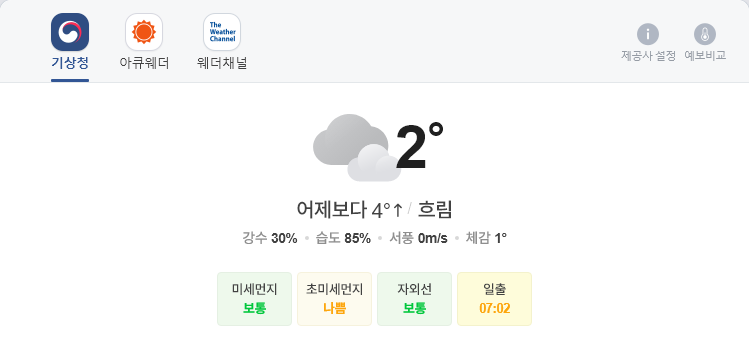 The Weather Channel
기상청 아큐웨더 웨더채널 제공사 설정 예보비교
2°
어제보다 4°↑/ 흐림
강수 30% • 습도 85% • 서풍 0m/s • 체감 1°
미세먼지 초미세먼지 자외선 일출
보통 나쁨 보통 07:02